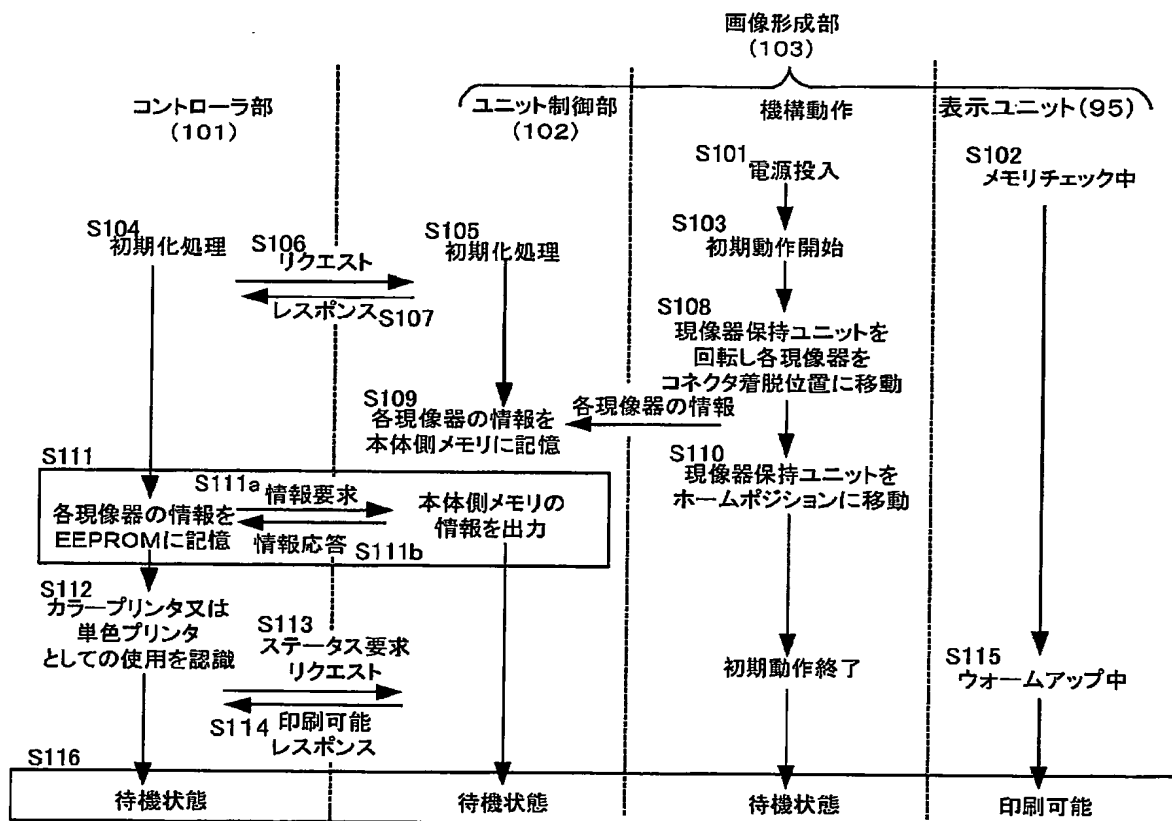 画像形成部
(103)
コントローラ部
(101)
ユニット制御部
(102)
機構動作
表示ユニット(95)
S101
電源投入
S102
メモリチェック中
S103
初期動作開始
S104
初期化処理
S105
初期化処理
S106
リクエスト
レスポンス
S107
S108
現像器保持ユニットを
回転し各現像器を
コネクタ着脱位置に移動
S109
各現像器の情報を
本体側メモリに記憶
各現像器の情報
S110
現像器保持ユニットを
ホームポジションに移動
S111
S111a
情報要求
各現像器の情報を
EEPROMに記憶
情報応答
S111b
本体側メモリの
情報を出力
S112
カラープリンタ又は
単色プリンタ
としての使用を認識
S113
ステータス要求
リクエスト
S114
印刷可能
レスポンス
初期動作終了
S115
ウォームアップ中
S116
待機状態
待機状態
待機状態
印刷可能